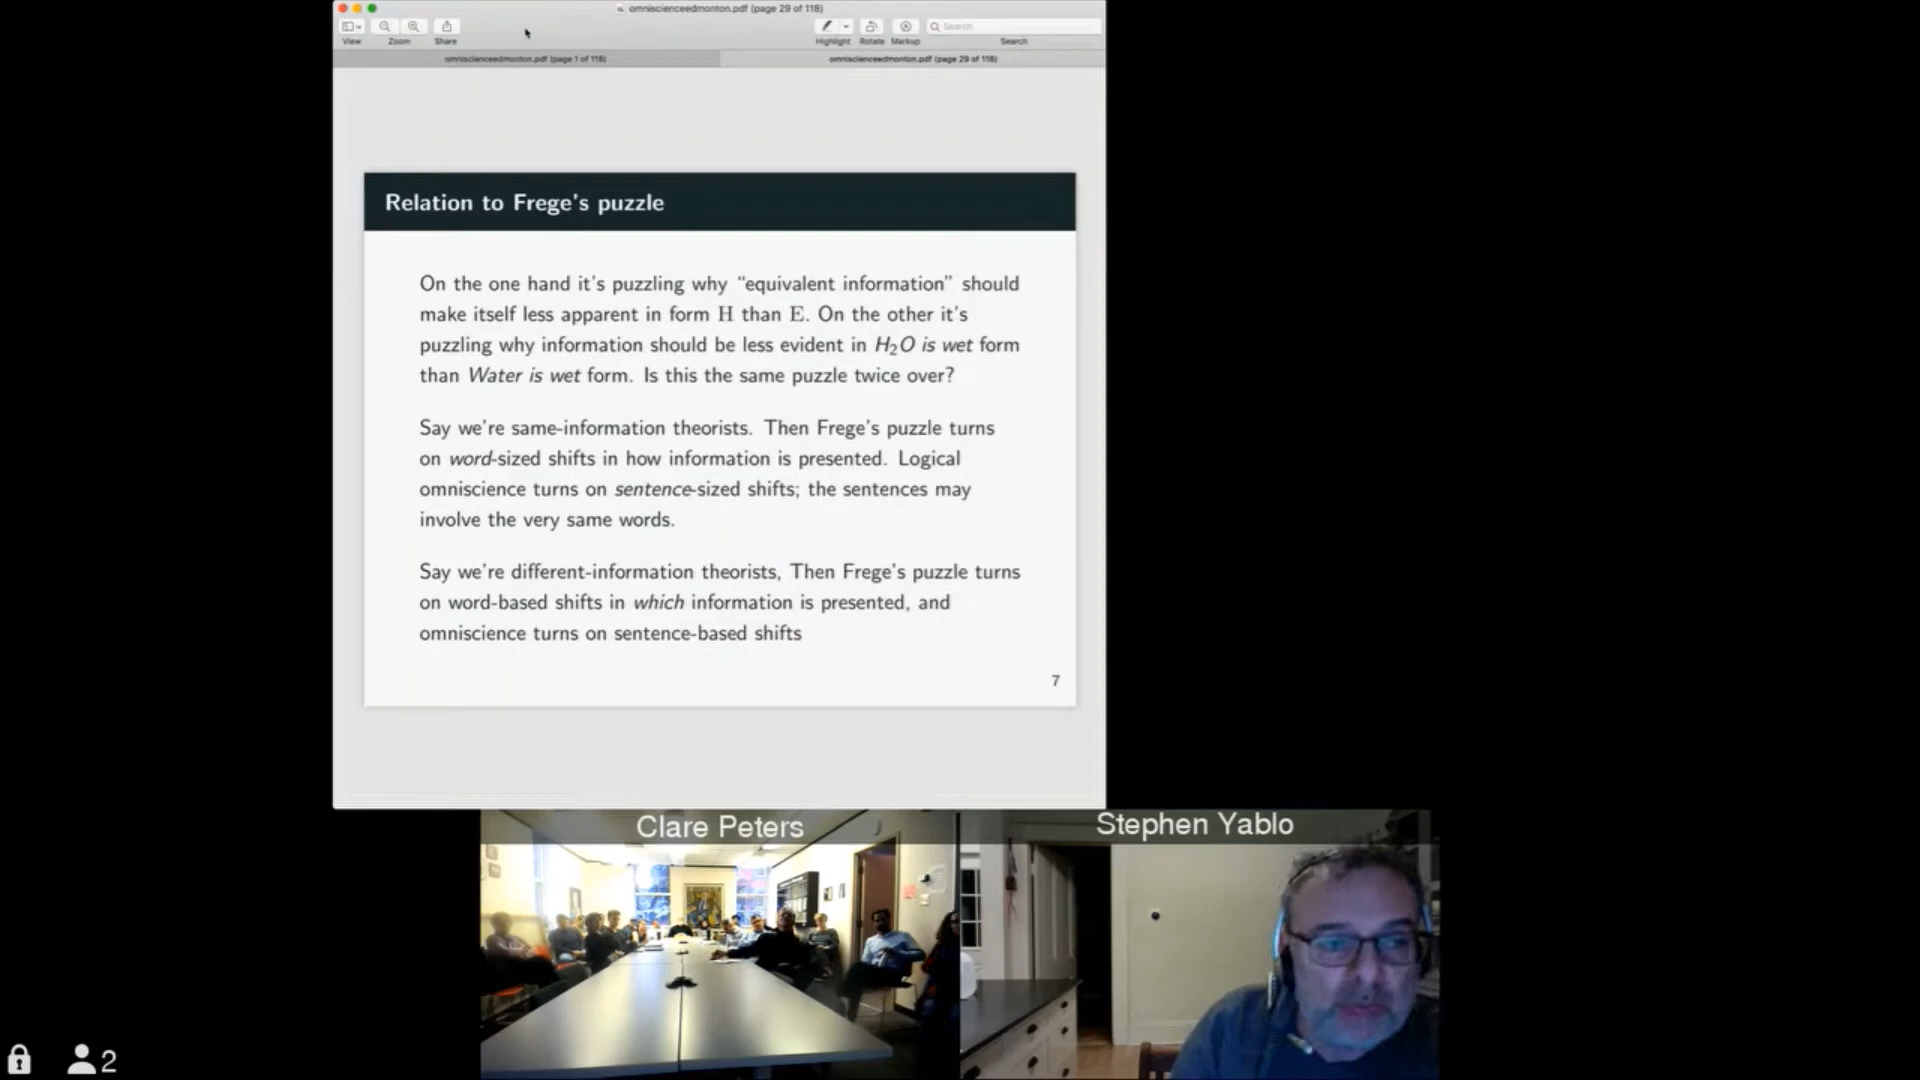 omniscienceedmonton.pdf (page 29 of 118)
View Zoom Share Highlight Rotate Markup Search
Search
omniscienceedmonton.pdf (page 1 of 118) omniscienceedmonton.pdf (page 29 of 118)
Relation to Frege's puzzle
On the one hand it's puzzling why “equivalent information” should
make itself less apparent in form H than E. On the other it's
puzzling why information should be less evident in H₂O is wet form
than Water is wet form. Is this the same puzzle twice over?
Say we're same-information theorists. Then Frege's puzzle turns
on word-sized shifts in how information is presented. Logical
omniscience turns on sentence-sized shifts; the sentences may
involve the very same words.
Say we're different-information theorists, Then Frege's puzzle turns
on word-based shifts in which information is presented, and
omniscience turns on sentence-based shifts
7
Clare Peters
Stephen Yablo
2